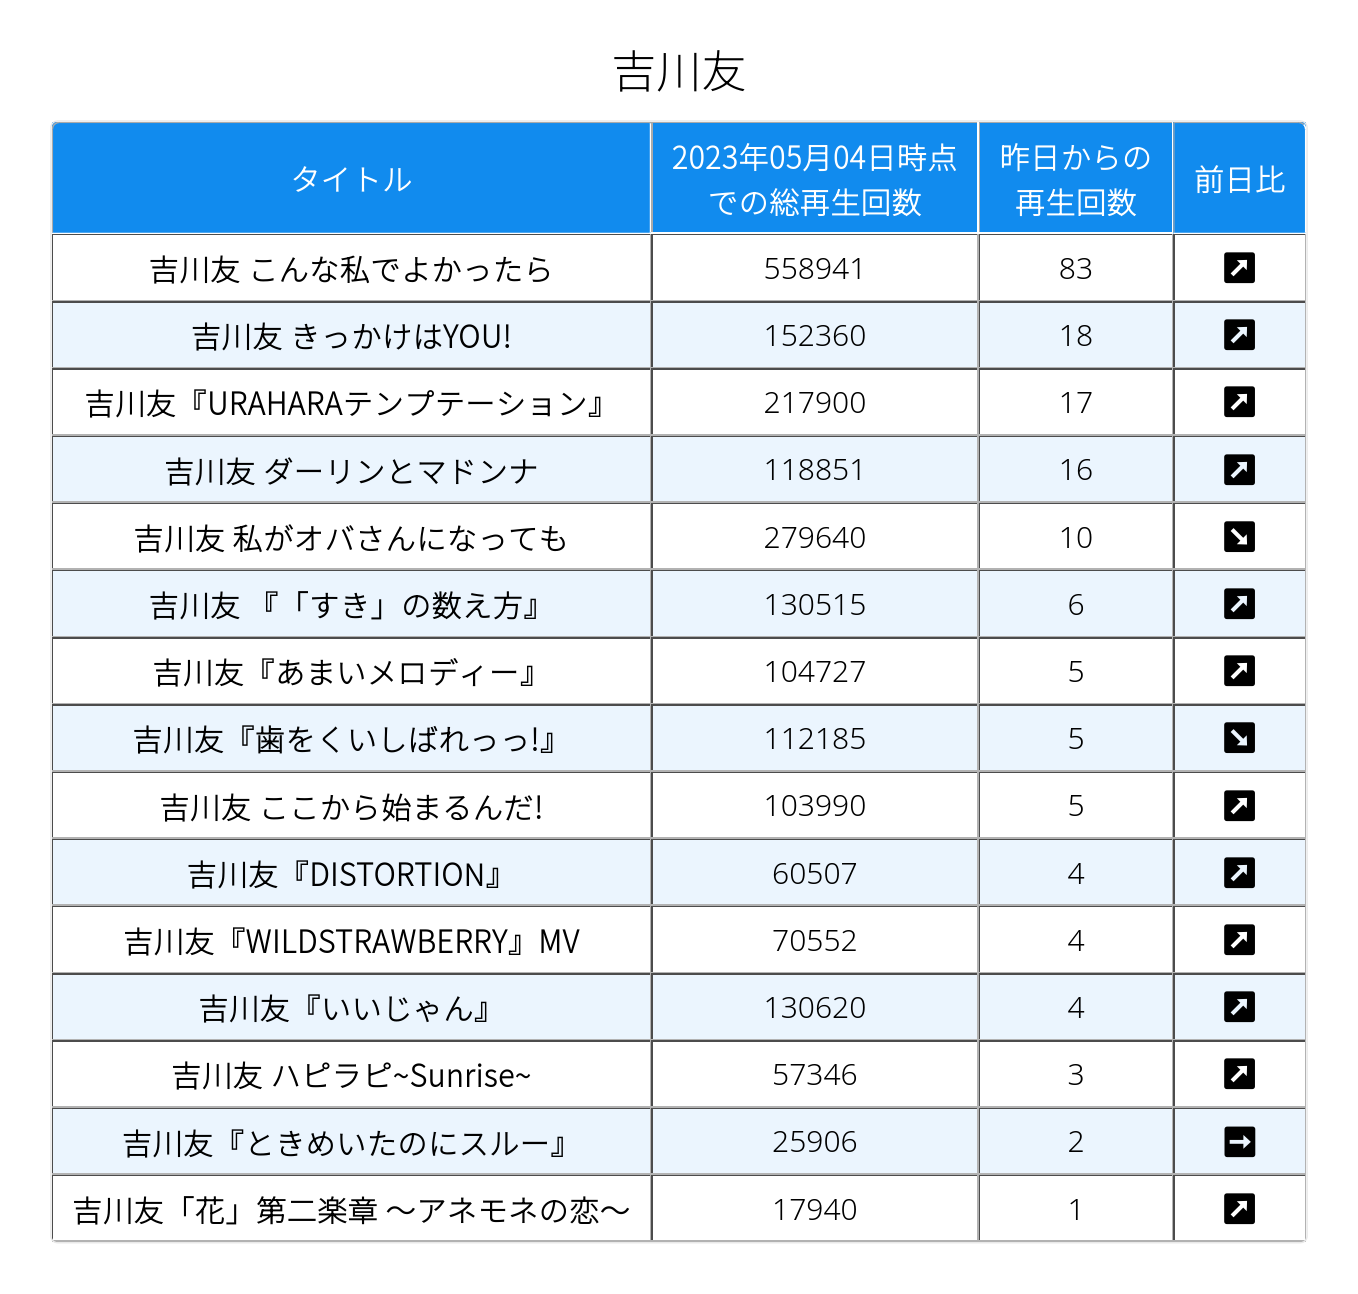 吉川友
タイトル 2023年05月04日時点での総再生回数 昨日からの再生回数 前日比
吉川友 こんな私でよかったら 558941 83 ↗
吉川友 きっかけはYOU! 152360 18 ↗
吉川友『URAHARAテンプテーション』 217900 17 ↗
吉川友 ダーリンとマドンナ 118851 16 ↗
吉川友 私がオバさんになっても 279640 10 ↘
吉川友 『「すき」の数え方』 130515 6 ↗
吉川友『あまいメロディー』 104727 5 ↗
吉川友『歯をくいしばれっっ!』 112185 5 ↘
吉川友 ここから始まるんだ! 103990 5 ↗
吉川友『DISTORTION』 60507 4 ↗
吉川友『WILDSTRAWBERRY』MV 70552 4 ↗
吉川友『いいじゃん』 130620 4 ↗
吉川友 ハピラピ~Sunrise~ 57346 3 ↗
吉川友『ときめいたのにスルー』 25906 2 →
吉川友「花」第二楽章 〜アネモネの恋〜 17940 1 ↗